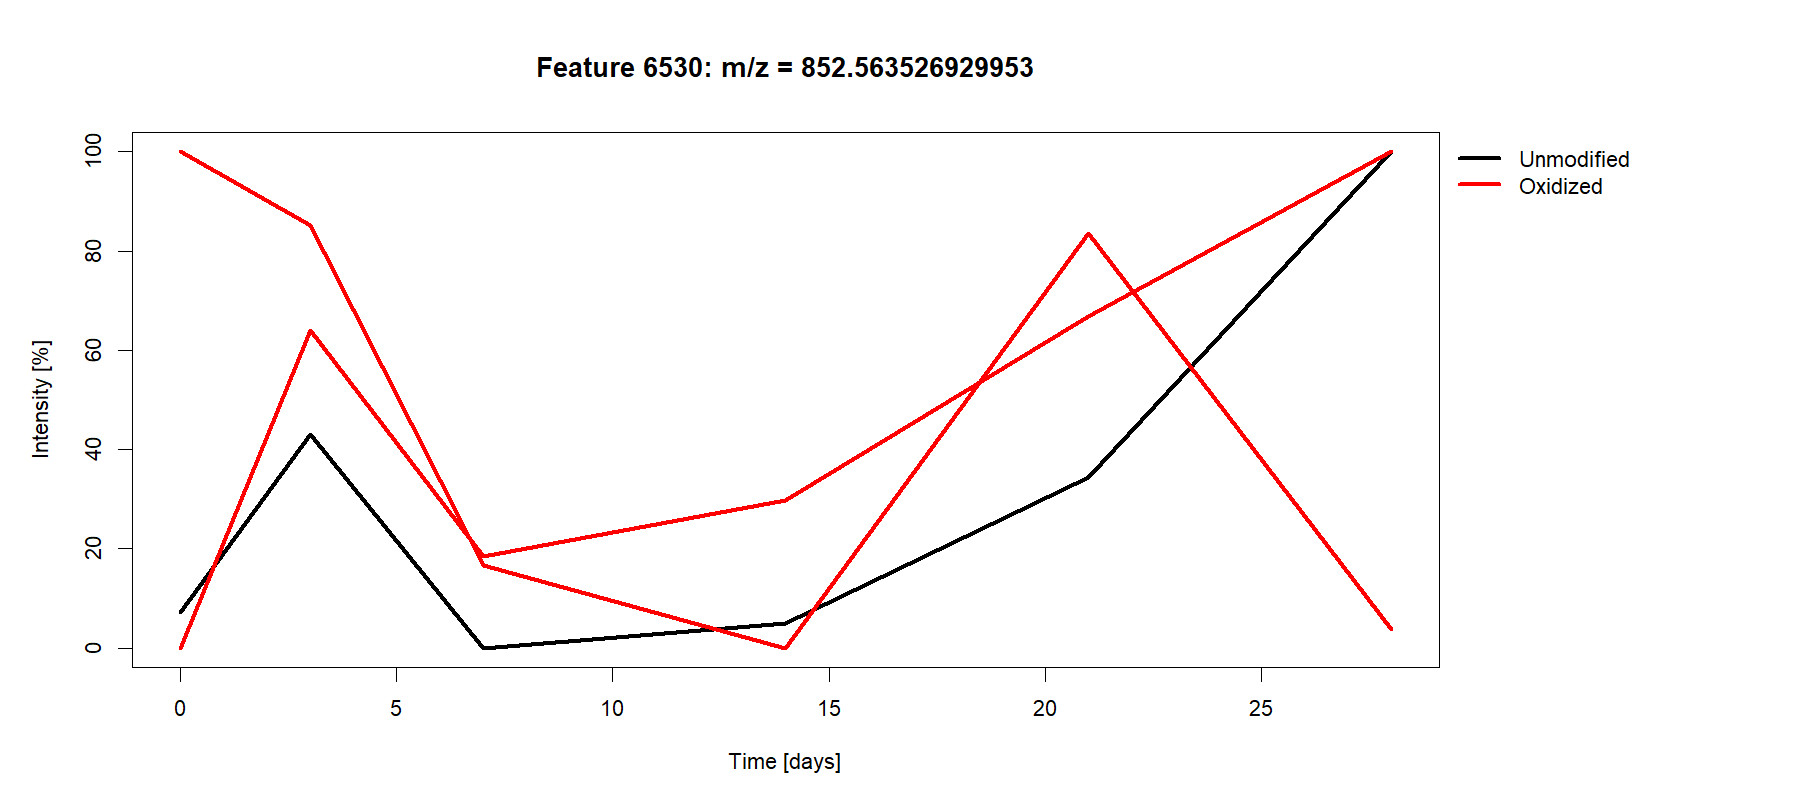 Feature 6530: m/z = 852.563526929953
Unmodified
Oxidized
Intensity [%]
100
80
60
40
20
0
0 5 10 15 20 25
Time [days]